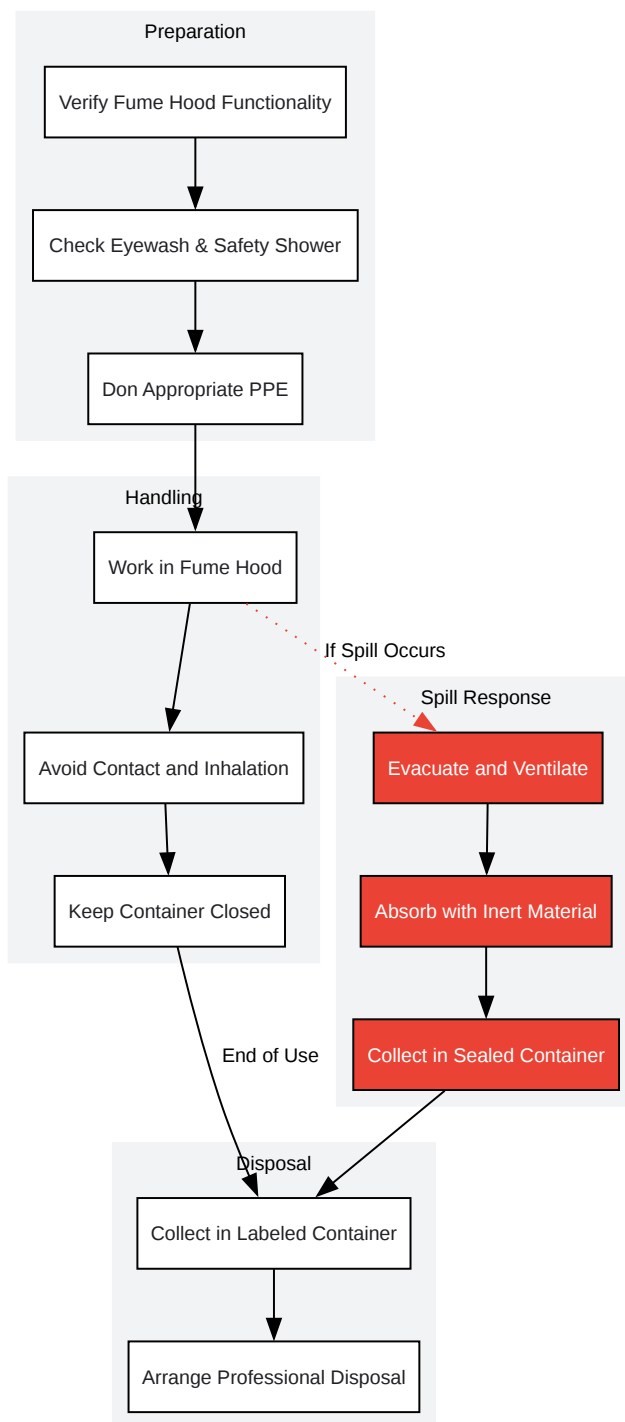 Preparation
Verify Fume Hood Functionality
Check Eyewash & Safety Shower
Don Appropriate PPE
Handling
Work in Fume Hood
If Spill Occurs
Spill Response
Avoid Contact and Inhalation
Evacuate and Ventilate
Keep Container Closed
Absorb with Inert Material
End of Use
Collect in Sealed Container
Disposal
Collect in Labeled Container
Arrange Professional Disposal